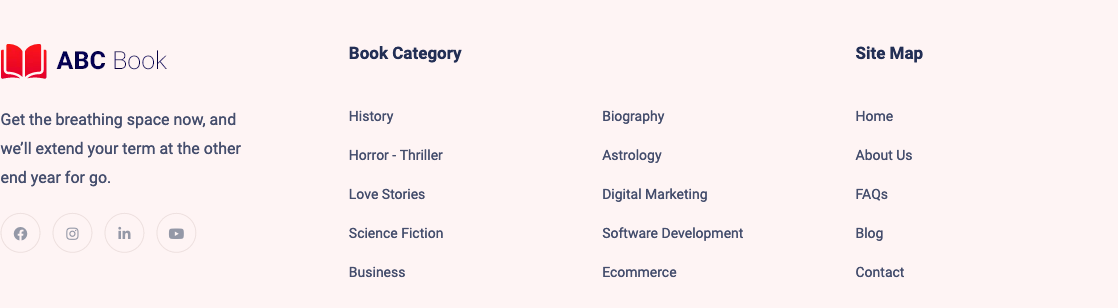 ABC Book
Get the breathing space now, and
we’ll extend your term at the other
end year for go.
Book Category
History
Horror - Thriller
Love Stories
Science Fiction
Business
Biography
Astrology
Digital Marketing
Software Development
Ecommerce
Site Map
Home
About Us
FAQs
Blog
Contact